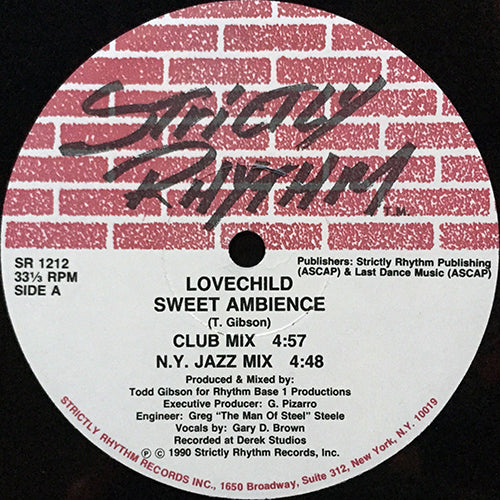 STRICTLY
RHYTHM T.M.
SR 1212
33⅓ RPM
SIDE A
Publishers: Strictly Rhythm Publishing
(ASCAP) & Last Dance Music (ASCAP)
LOVECHILD
SWEET AMBIENCE
(T. Gibson)
CLUB MIX 4:57
N.Y. JAZZ MIX 4:48
Produced & Mixed by:
Todd Gibson for Rhythm Base 1 Productions
Executive Producer: G. Pizarro
Engineer: Greg "The Man Of Steel" Steele
Vocals by: Gary D. Brown
Recorded at Derek Studios
Ⓟ © 1990 Strictly Rhythm Records, Inc.
STRICTLY RHYTHM RECORDS INC., 1650 Broadway, Suite 312, New York, N.Y. 10019